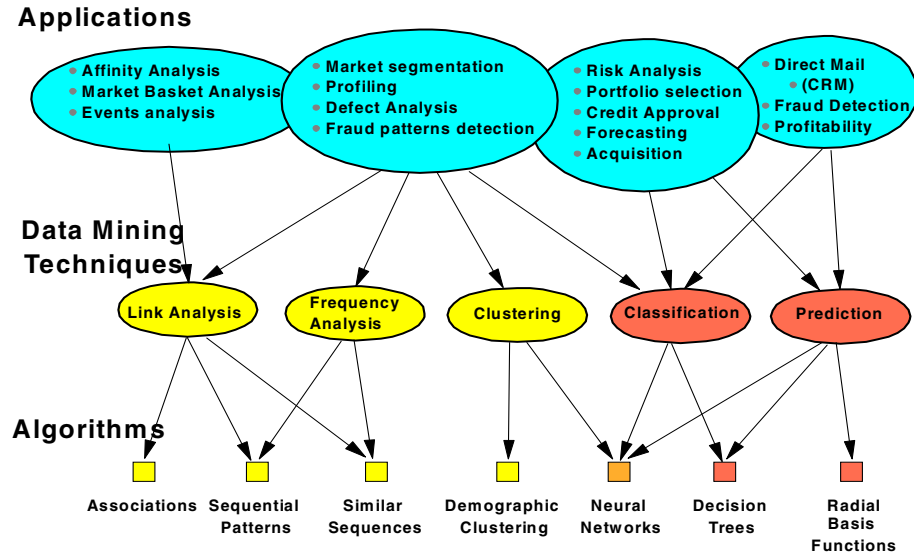 Applications
Affinity Analysis
Market Basket Analysis
Events analysis
Market segmentation
Profiling
Defect Analysis
Fraud patterns detection
Risk Analysis
Portfolio selection
Credit Approval
Forecasting
Acquisition
Direct Mail
(CRM)
Fraud Detection
Profitability
Data Mining
Techniques
Link Analysis
Frequency
Analysis
Clustering
Classification
Prediction
Algorithms
Associations
Sequential
Patterns
Similar
Sequences
Demographic
Clustering
Neural
Networks
Decision
Trees
Radial
Basis
Functions